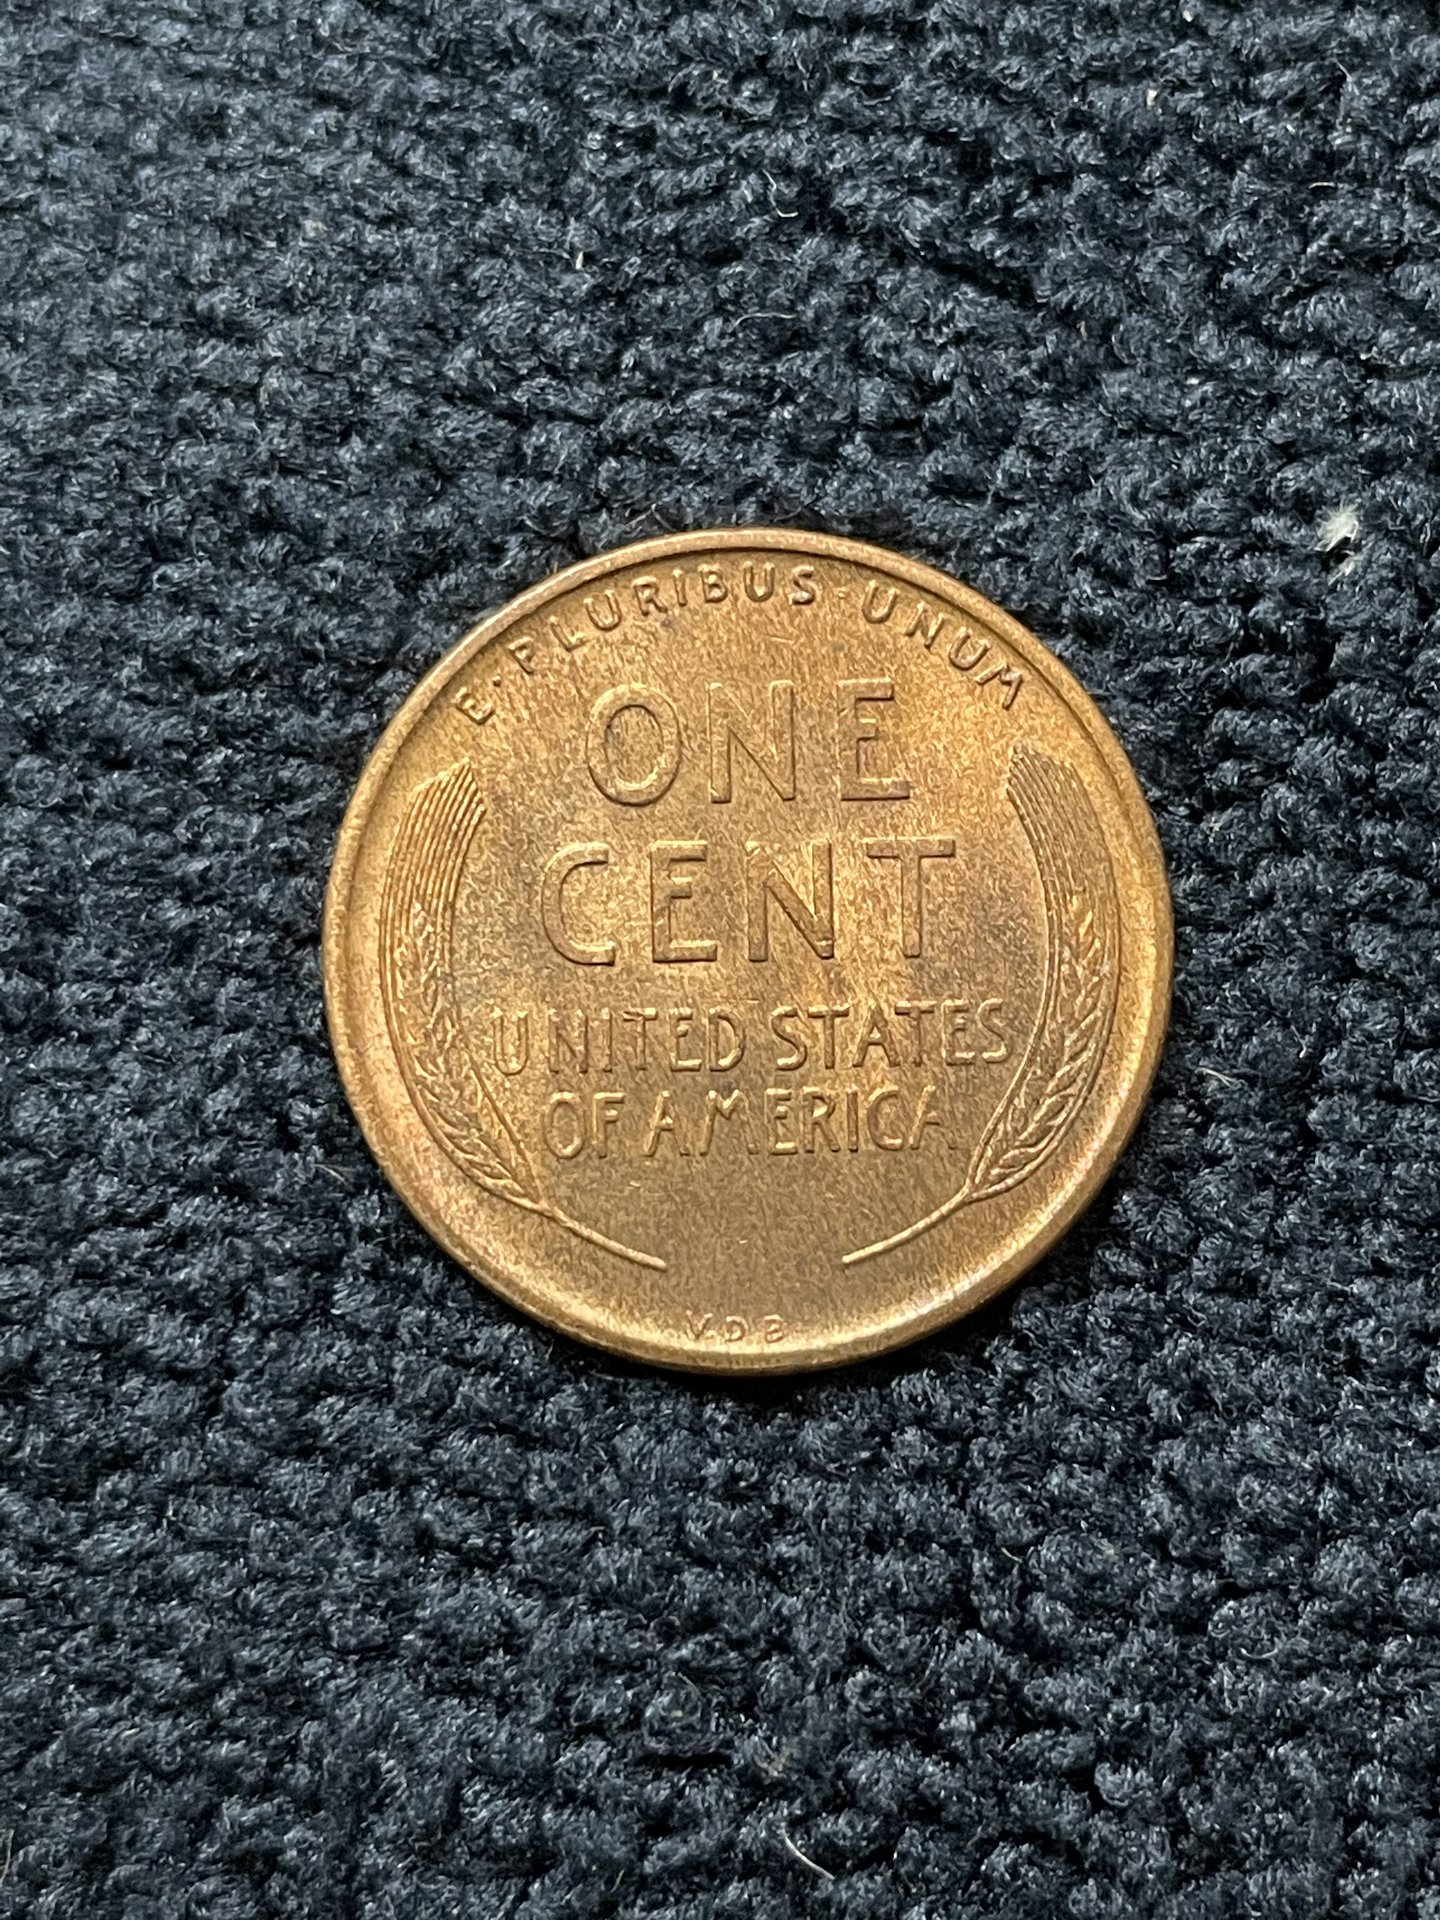 E·PLURIBUS·UNUM
ONE
CENT
UNITED STATES
OF AMERICA
V.D.B.